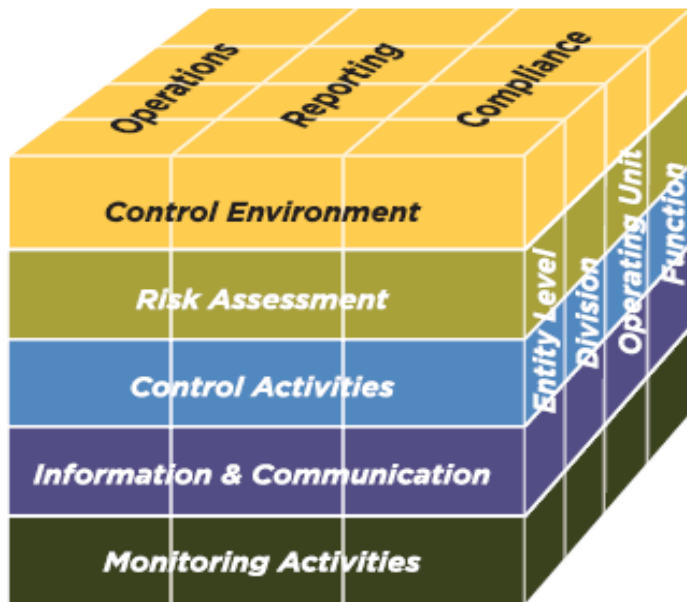 Operations
Reporting
Compliance
Control Environment
Risk Assessment
Control Activities
Information & Communication
Monitoring Activities
Entity Level
Division
Operating Unit
Function